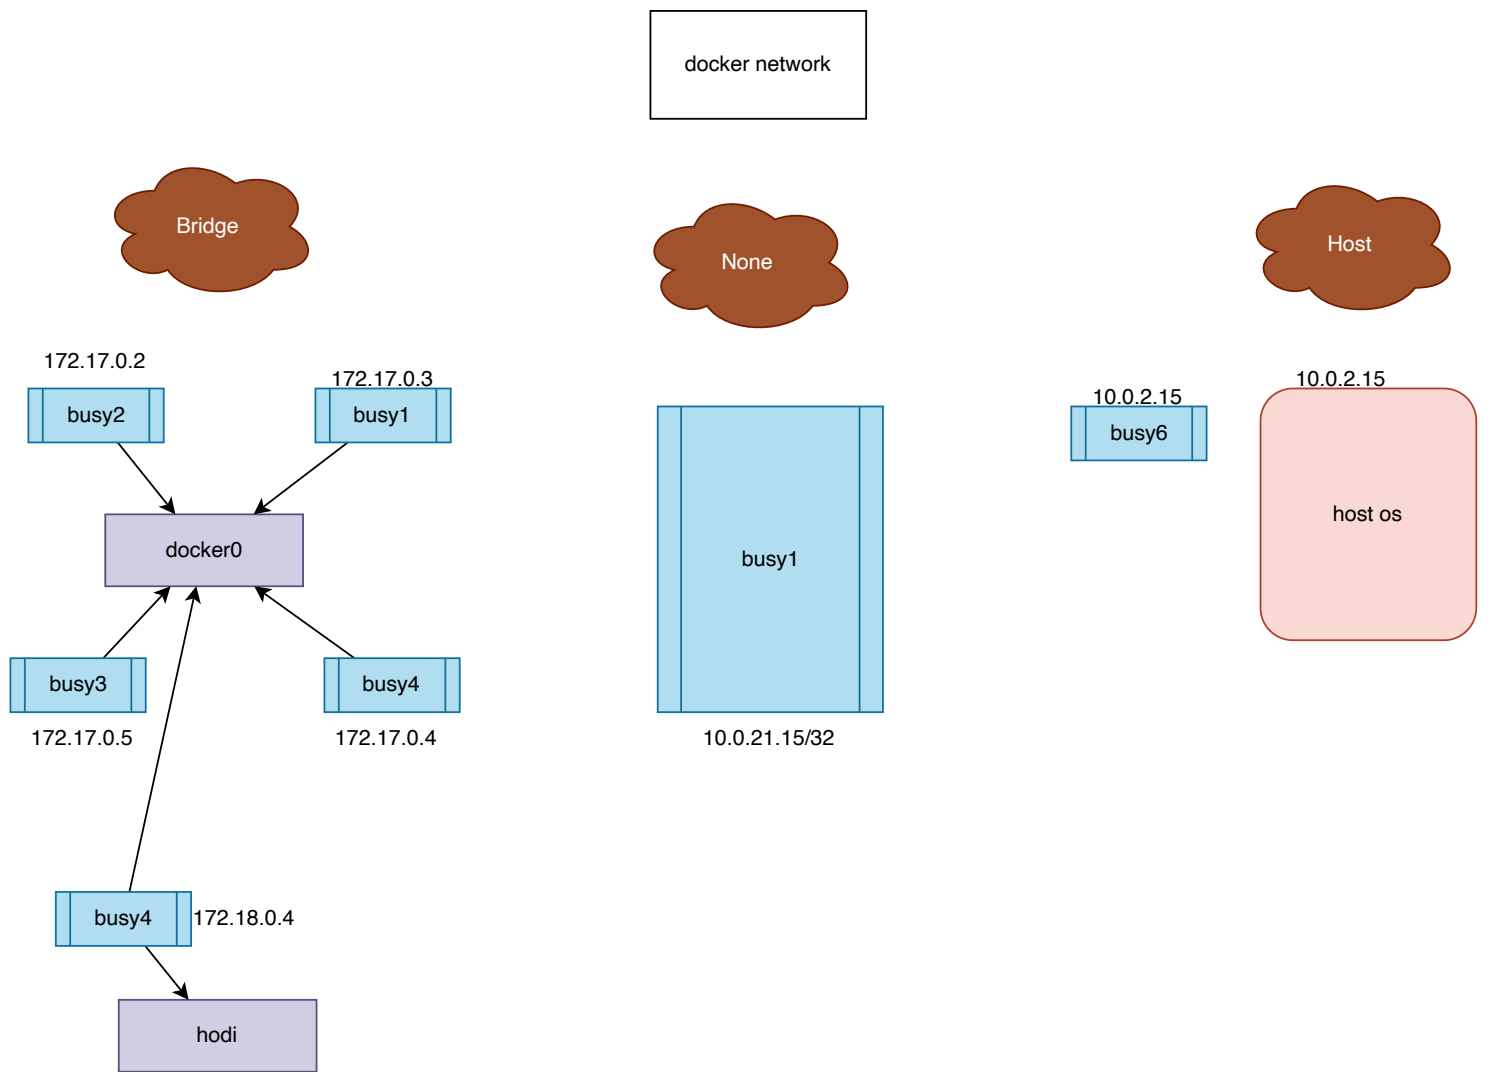 docker network
Bridge
None
Host
172.17.0.2
172.17.0.3
10.0.2.15
10.0.2.15
busy2
busy1
busy6
host os
docker0
busy1
busy3
busy4
172.17.0.5
172.17.0.4
10.0.21.15/32
busy4
172.18.0.4
hodi